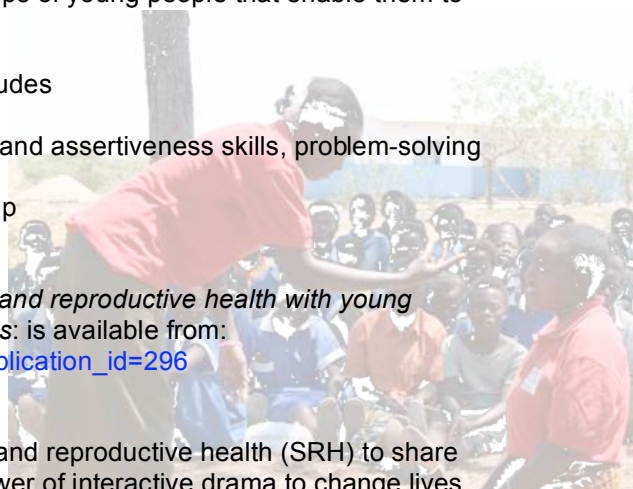 ps of young people that enable them to
udes
and assertiveness skills, problem-solving
p
and reproductive health with young
s: is available from:
plication_id=296
and reproductive health (SRH) to share
wer of interactive drama to change lives